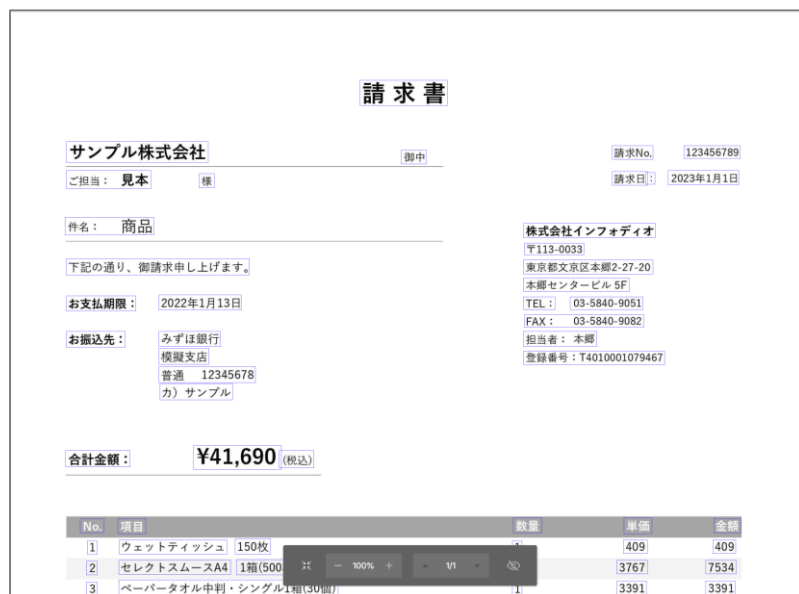 請求書
サンプル株式会社 御中
請求No. 123456789
ご担当： 見本 様
請求日： 2023年1月1日
件名： 商品
株式会社インフォディオ
〒113-0033
東京都文京区本郷2-27-20
本郷センタービル 5F
TEL： 03-5840-9051
FAX： 03-5840-9082
担当者： 本郷
登録番号：T4010001079467
下記の通り、御請求申し上げます。
お支払期限： 2022年1月13日
お振込先： みずほ銀行
模擬支店
普通 12345678
カ）サンプル
合計金額： ¥41,690 (税込)
No. 項目 数量 単価 金額
1 ウェットティッシュ 150枚 1 409 409
2 セレクトスムースA4 1箱(500 3767 7534
3 ペーパータオル中判・シングル1箱(30個) 1 3391 3391
100% 1/1